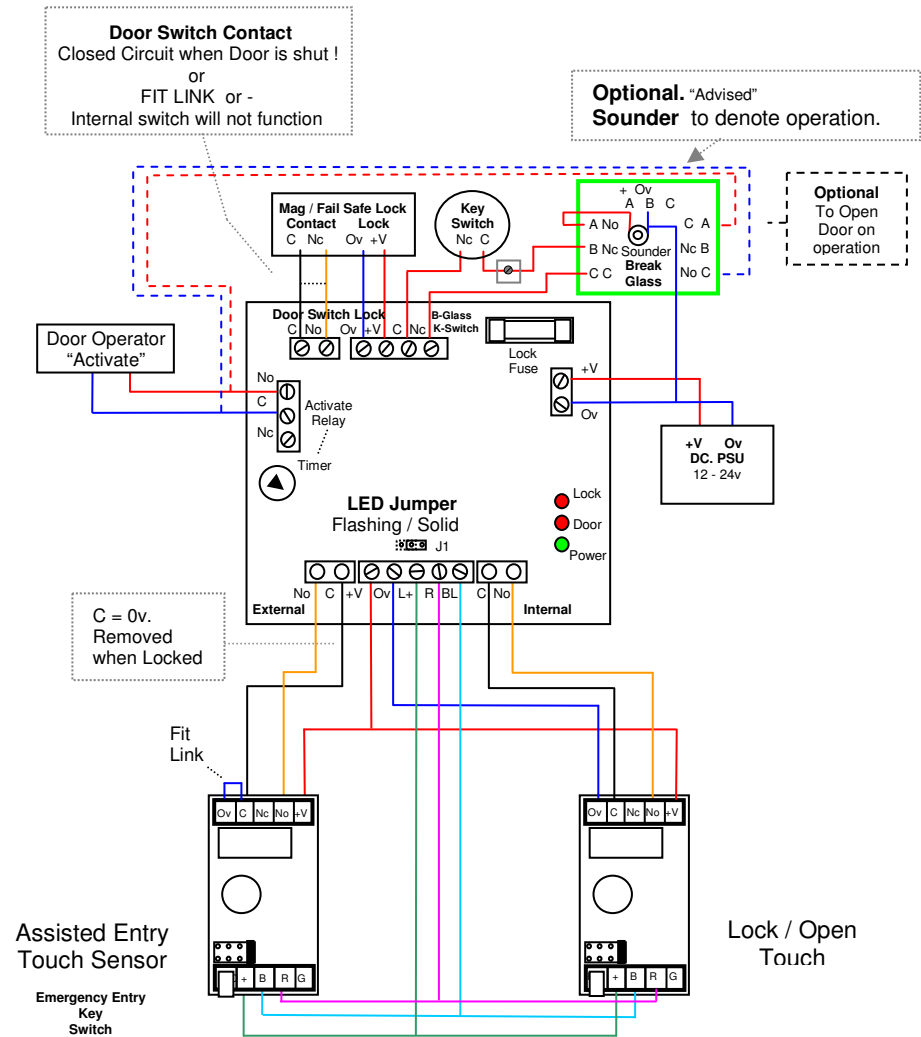 Door Switch Contact
Closed Circuit when Door is shut !
or
FIT LINK or -
Internal switch will not function
Optional. “Advised”
Sounder to denote operation.
Optional
To Open
Door on
operation
Mag / Fail Safe Lock
Contact Lock
C Nc Ov +V
Key
Switch
Nc C
+ Ov
A B C
A No
B Nc
C C
Sounder
Break
Glass
C A
Nc B
No C
Door Operator
“Activate”
Door Switch Lock
C No Ov +V C Nc
B-Glass
K-Switch
Lock
Fuse
+V
Ov
No
C
Nc
Activate
Relay
Timer
+V Ov
DC. PSU
12 - 24v
LED Jumper
Flashing / Solid
J1
Lock
Door
Power
No C +V Ov L+ R BL C No
External
Internal
C = 0v.
Removed
when Locked
Fit
Link
Ov C Nc No +V
Ov C Nc No +V
Assisted Entry
Touch Sensor
Lock / Open
Touch
+ B R G
+ B R G
Emergency Entry
Key
Switch